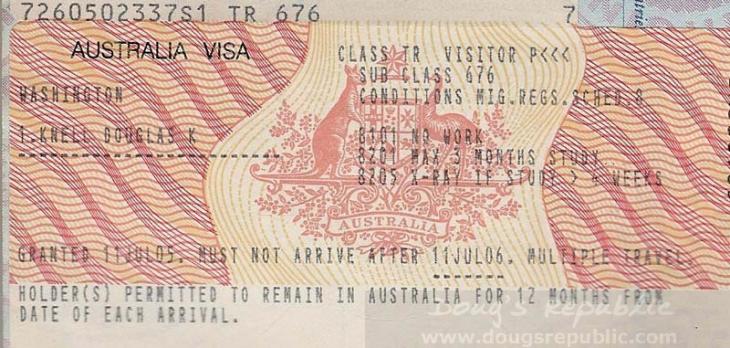 7260502337S1 TR 676 7
AUSTRALIA VISA CLASS TR VISITOR P<<<
SUB CLASS 676
WASHINGTON CONDITIONS MIG.REGS.SCHED.8
1.KNELL DOUGLAS K 8101 NO WORK
8201 MAX 3 MONTHS STUDY
8205 X-RAY IF STUDY > 4 WEEKS
AUSTRALIA
GRANTED 11JUL05. MUST NOT ARRIVE AFTER 11JUL06. MULTIPLE TRAVEL.
HOLDER(S) PERMITTED TO REMAIN IN AUSTRALIA FOR 12 MONTHS FROM
DATE OF EACH ARRIVAL.
Doug's Republic
www.dougsrepublic.com